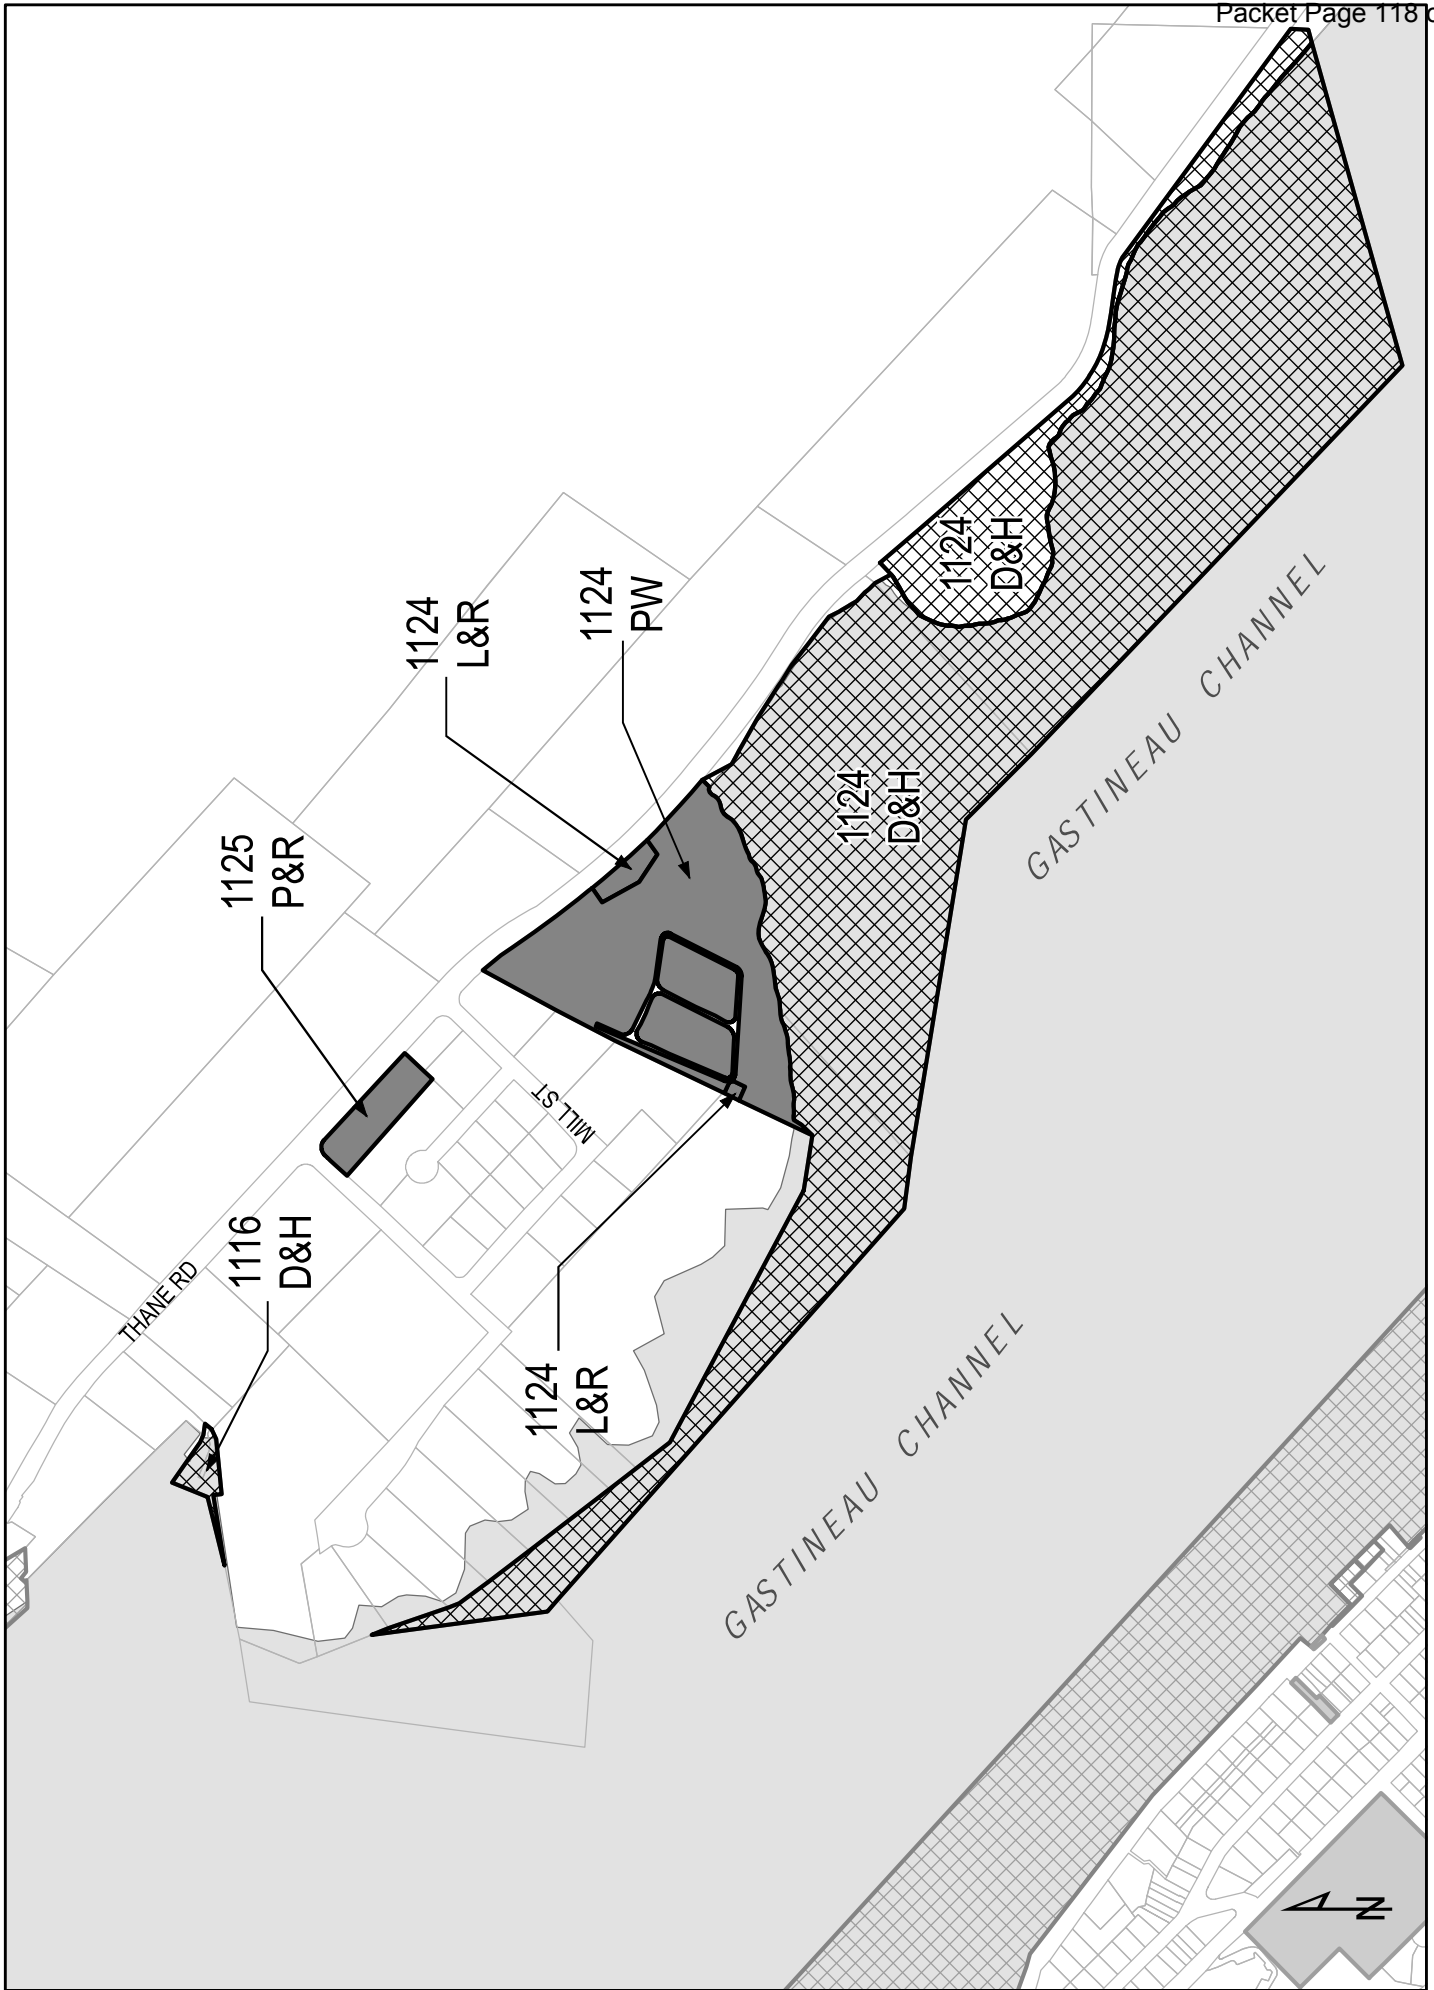 Packet Page 118 o
1125
P&R
1124
L&R
1124
PW
1124
D&H
1124
D&H
1116
D&H
1124
L&R
THANE RD
MILL ST
GASTINEAU CHANNEL
GASTINEAU CHANNEL
N